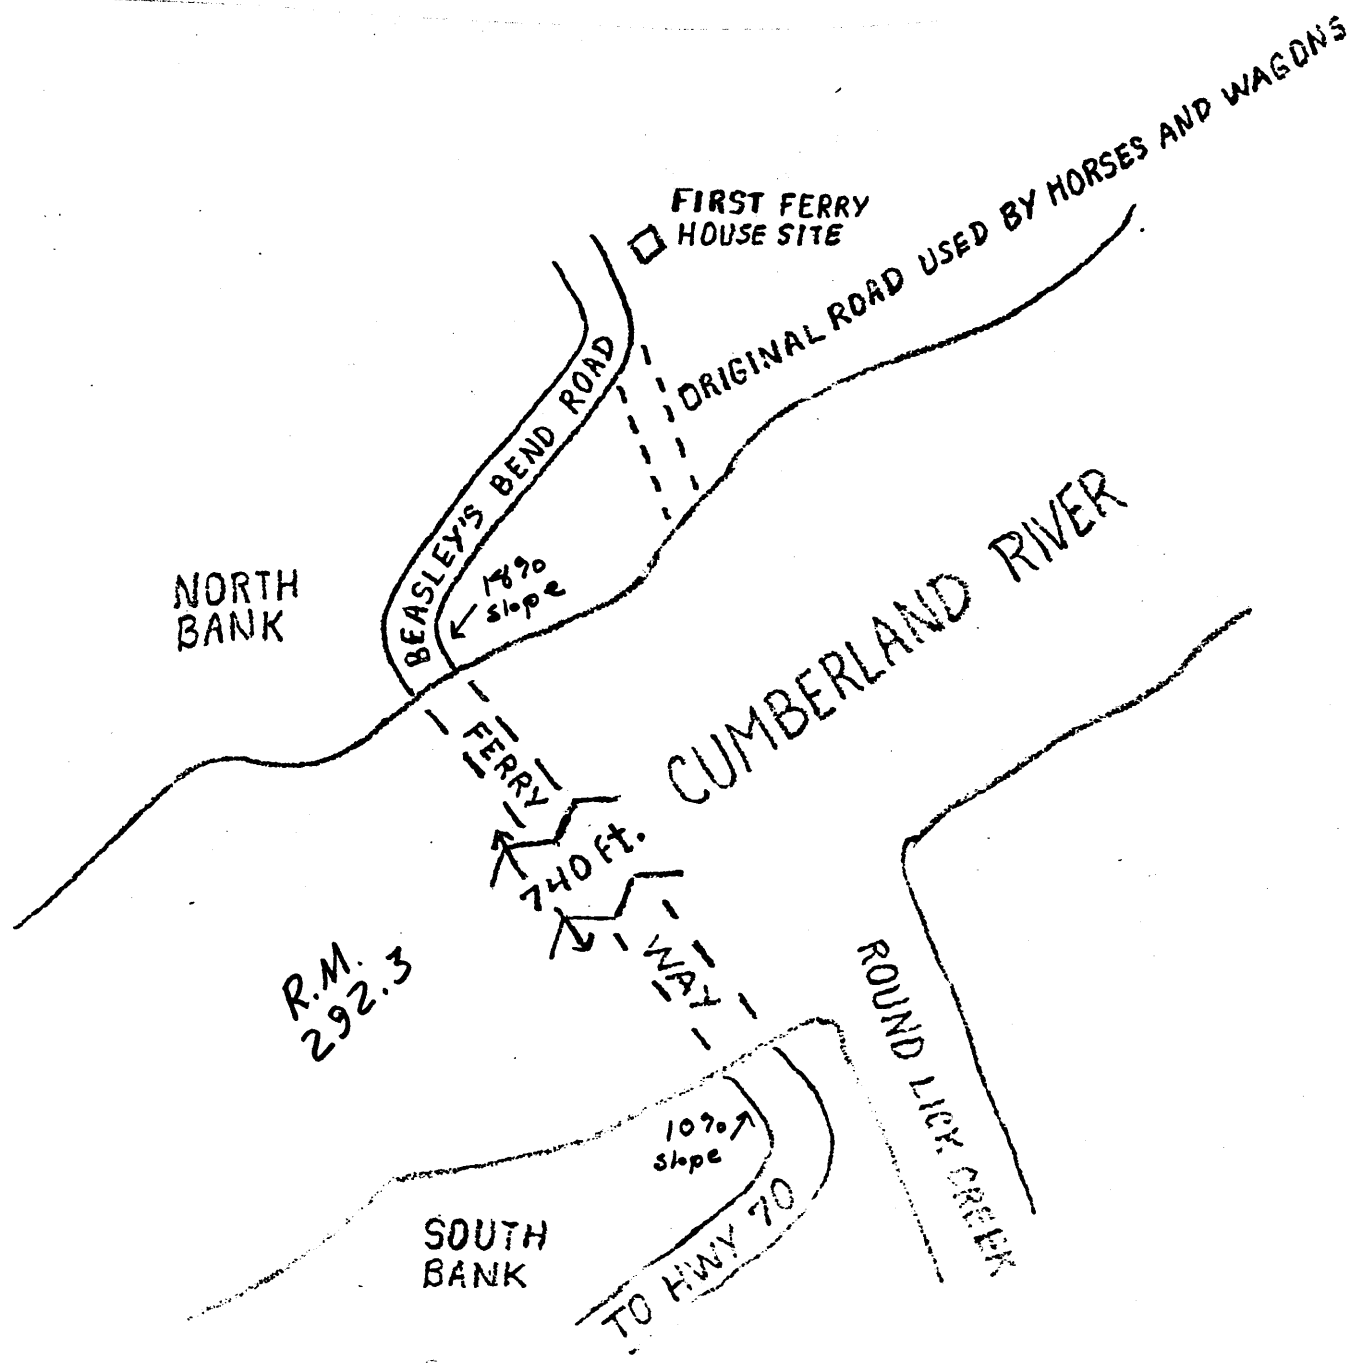 FIRST FERRY
HOUSE SITE
ORIGINAL ROAD USED BY HORSES AND WAGONS
BEASLEY'S BEND ROAD
18%
slope
NORTH
BANK
CUMBERLAND RIVER
FERRY
740 ft.
WAY
R.M.
292.3
ROUND LICK CREEK
10%
slope
SOUTH
BANK
TO HWY 70